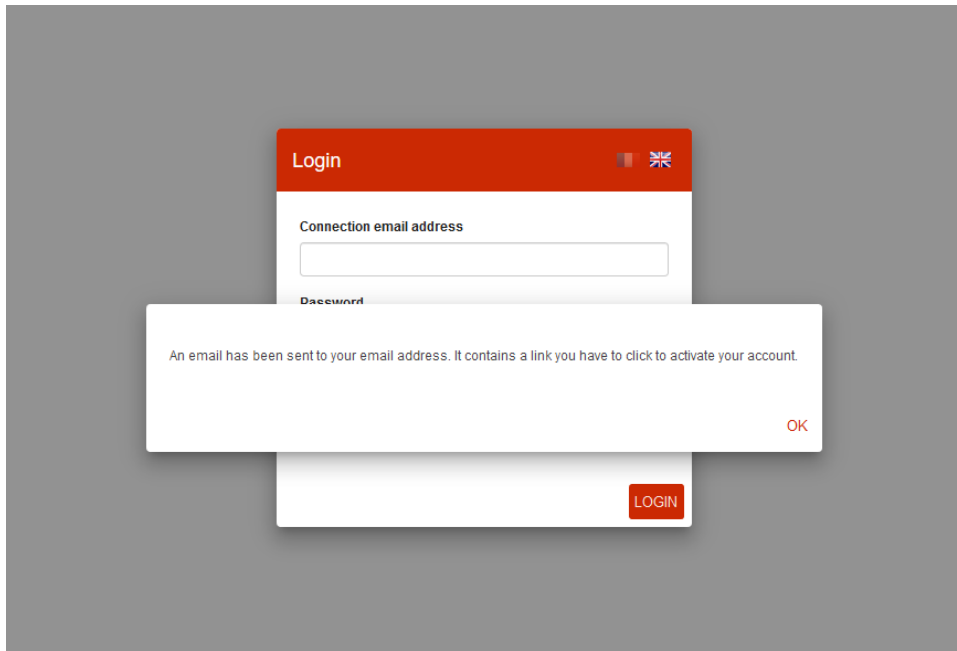 Login
Connection email address
Password
An email has been sent to your email address. It contains a link you have to click to activate your account.
OK
LOGIN